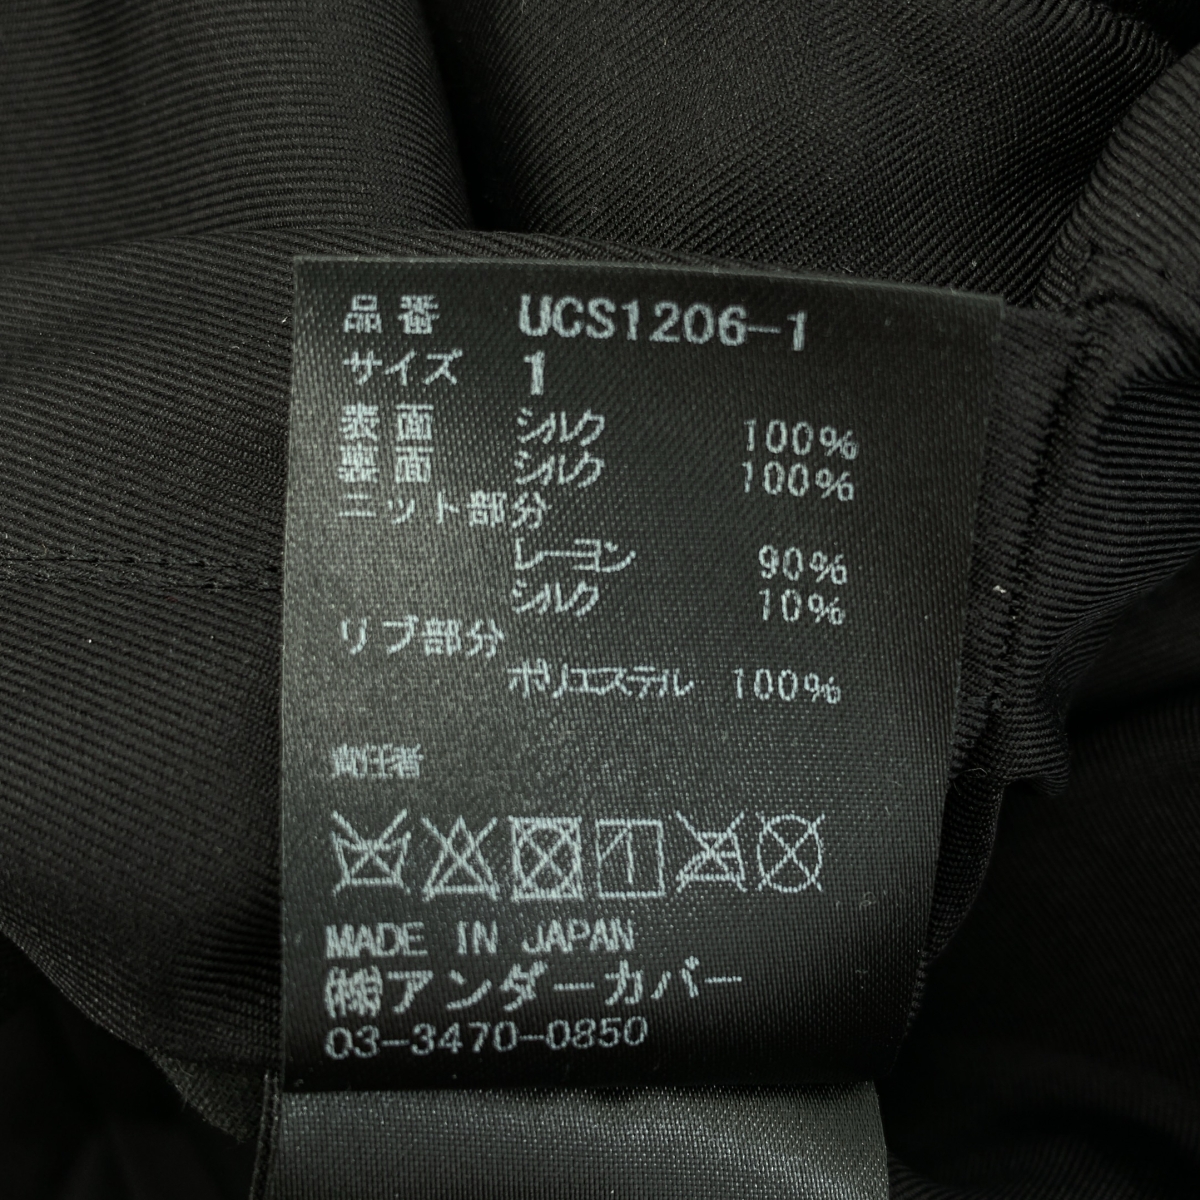 品番 UCS1206-1
サイズ 1
表面 シルク 100%
裏面 シルク 100%
ニット部分
レーヨン 90%
シルク 10%
リブ部分
ポリエステル 100%
責任者
MADE IN JAPAN
㈱アンダーカバー
03-3470-0850